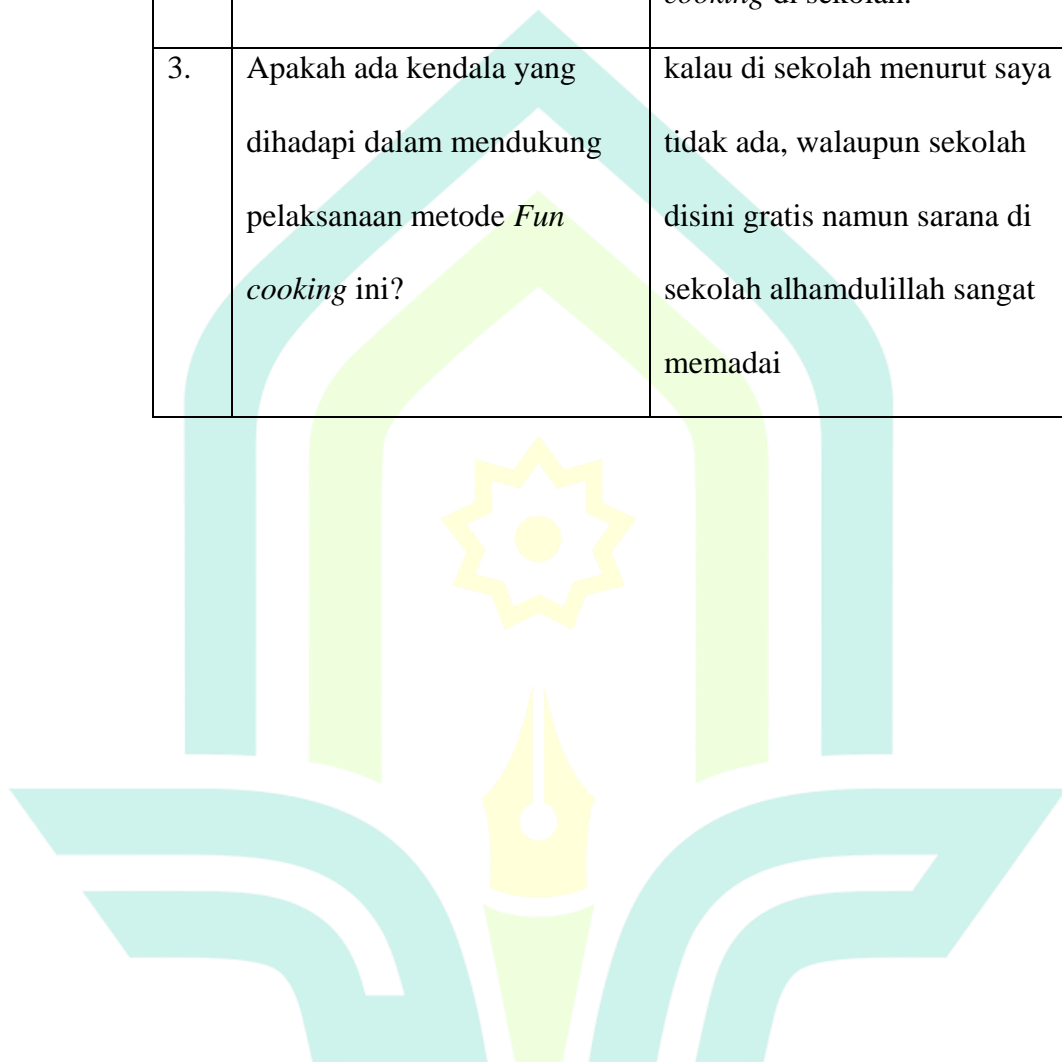 cooking di sekolah.
3.
Apakah ada kendala yang
dihadapi dalam mendukung
pelaksanaan metode Fun
cooking ini?
kalau di sekolah menurut saya
tidak ada, walaupun sekolah
disini gratis namun sarana di
sekolah alhamdulillah sangat
memadai